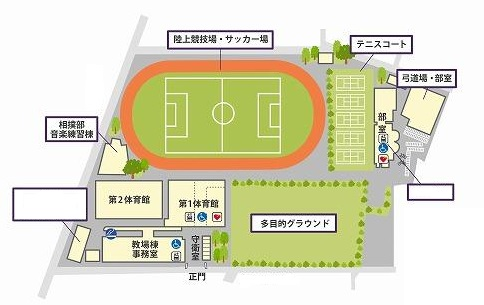 陸上競技場・サッカー場
テニスコート
弓道場・部室
相撲部
音楽練習棟
部室
第2体育館
第1体育館
多目的グラウンド
教場棟
事務室
守衛室
正門